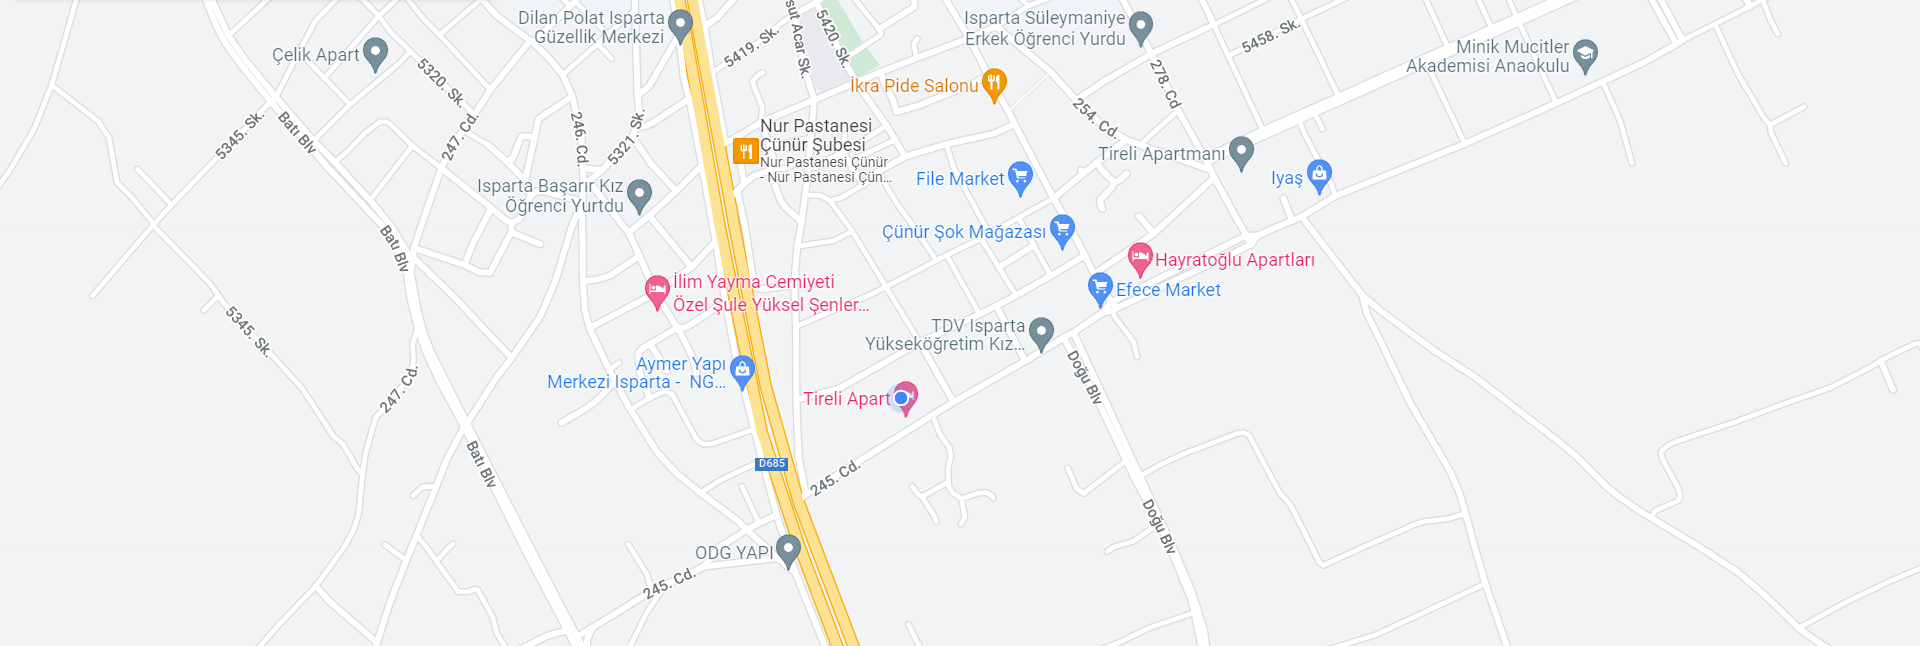 Dilan Polat Isparta
Güzellik Merkezi
Çelik Apart
5320. Sk.
5345. Sk.
Batı Blv
247. Cd.
246. Cd.
5321. Sk.
5419. Sk.
sut Acar Sk.
5420. Sk.
Isparta Süleymaniye
Erkek Öğrenci Yurdu
5458. Sk.
Minik Mucitler
Akademisi Anaokulu
İkra Pide Salonu
278. Cd
254. Cd.
Nur Pastanesi
Çünür Şubesi
Nur Pastanesi Çünür
- Nur Pastanesi Çün...
Tireli Apartmanı
File Market
Iyaş
Isparta Başarır Kız
Öğrenci Yurtdu
Batı Blv
Çünür Şok Mağazası
Hayratoğlu Apartları
İlim Yayma Cemiyeti
Özel Şule Yüksel Şenler...
Efece Market
5345. Sk.
TDV Isparta
Yükseköğretim Kız...
Aymer Yapı
Merkezi Isparta - NG...
247. Cd.
Doğu Blv
Tireli Apart
Batı Blv
D685
245. Cd.
Doğu Blv
ODG YAPI
245. Cd.